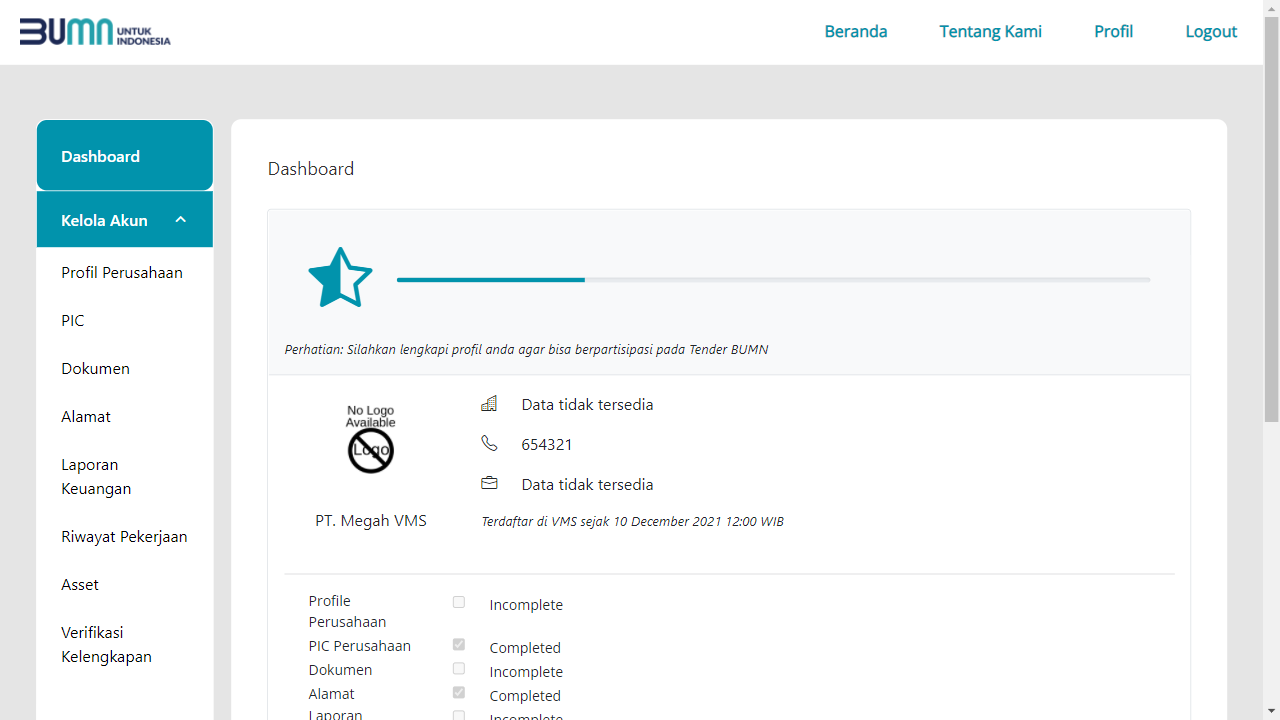 BUMN UNTUK INDONESIA
Beranda Tentang Kami Profil Logout
Dashboard
Kelola Akun
Profil Perusahaan
PIC
Dokumen
Alamat
Laporan
Keuangan
Riwayat Pekerjaan
Asset
Verifikasi
Kelengkapan
Dashboard
Perhatian: Silahkan lengkapi profil anda agar bisa berpartisipasi pada Tender BUMN
No Logo
Available
Logo
PT. Megah VMS
Data tidak tersedia
654321
Data tidak tersedia
Terdaftar di VMS sejak 10 December 2021 12:00 WIB
Profile Perusahaan Incomplete
PIC Perusahaan Completed
Dokumen Incomplete
Alamat Completed
Laporan Incomplete